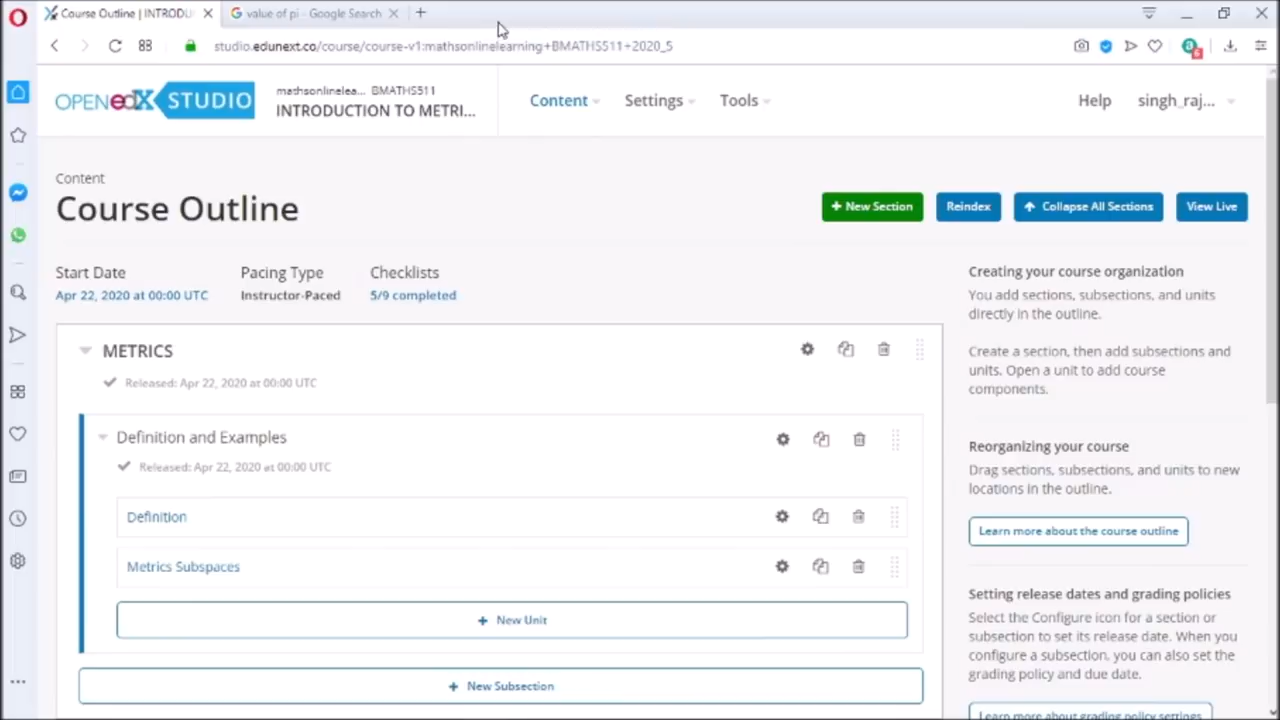 Course Outline | INTRODU
value of pi - Google Search
studio.edunext.co/course/course-v1:mathsonlinelearning+BMATHS511+2020_5
OPEN edX STUDIO
mathsonlinelea... BMATHS511
INTRODUCTION TO METRI...
Content
Settings
Tools
Help
singh_raj...
Content
Course Outline
+ New Section
Reindex
Collapse All Sections
View Live
Start Date
Apr 22, 2020 at 00:00 UTC
Pacing Type
Instructor-Paced
Checklists
5/9 completed
METRICS
Released: Apr 22, 2020 at 00:00 UTC
Definition and Examples
Released: Apr 22, 2020 at 00:00 UTC
Definition
Metrics Subspaces
+ New Unit
+ New Subsection
Creating your course organization
You add sections, subsections, and units
directly in the outline.
Create a section, then add subsections and
units. Open a unit to add course
components.
Reorganizing your course
Drag sections, subsections, and units to new
locations in the outline.
Learn more about the course outline
Setting release dates and grading policies
Select the Configure icon for a section or
subsection to set its release date. When you
configure a subsection, you can also set the
grading policy and due date.
Learn more about grading policy settings